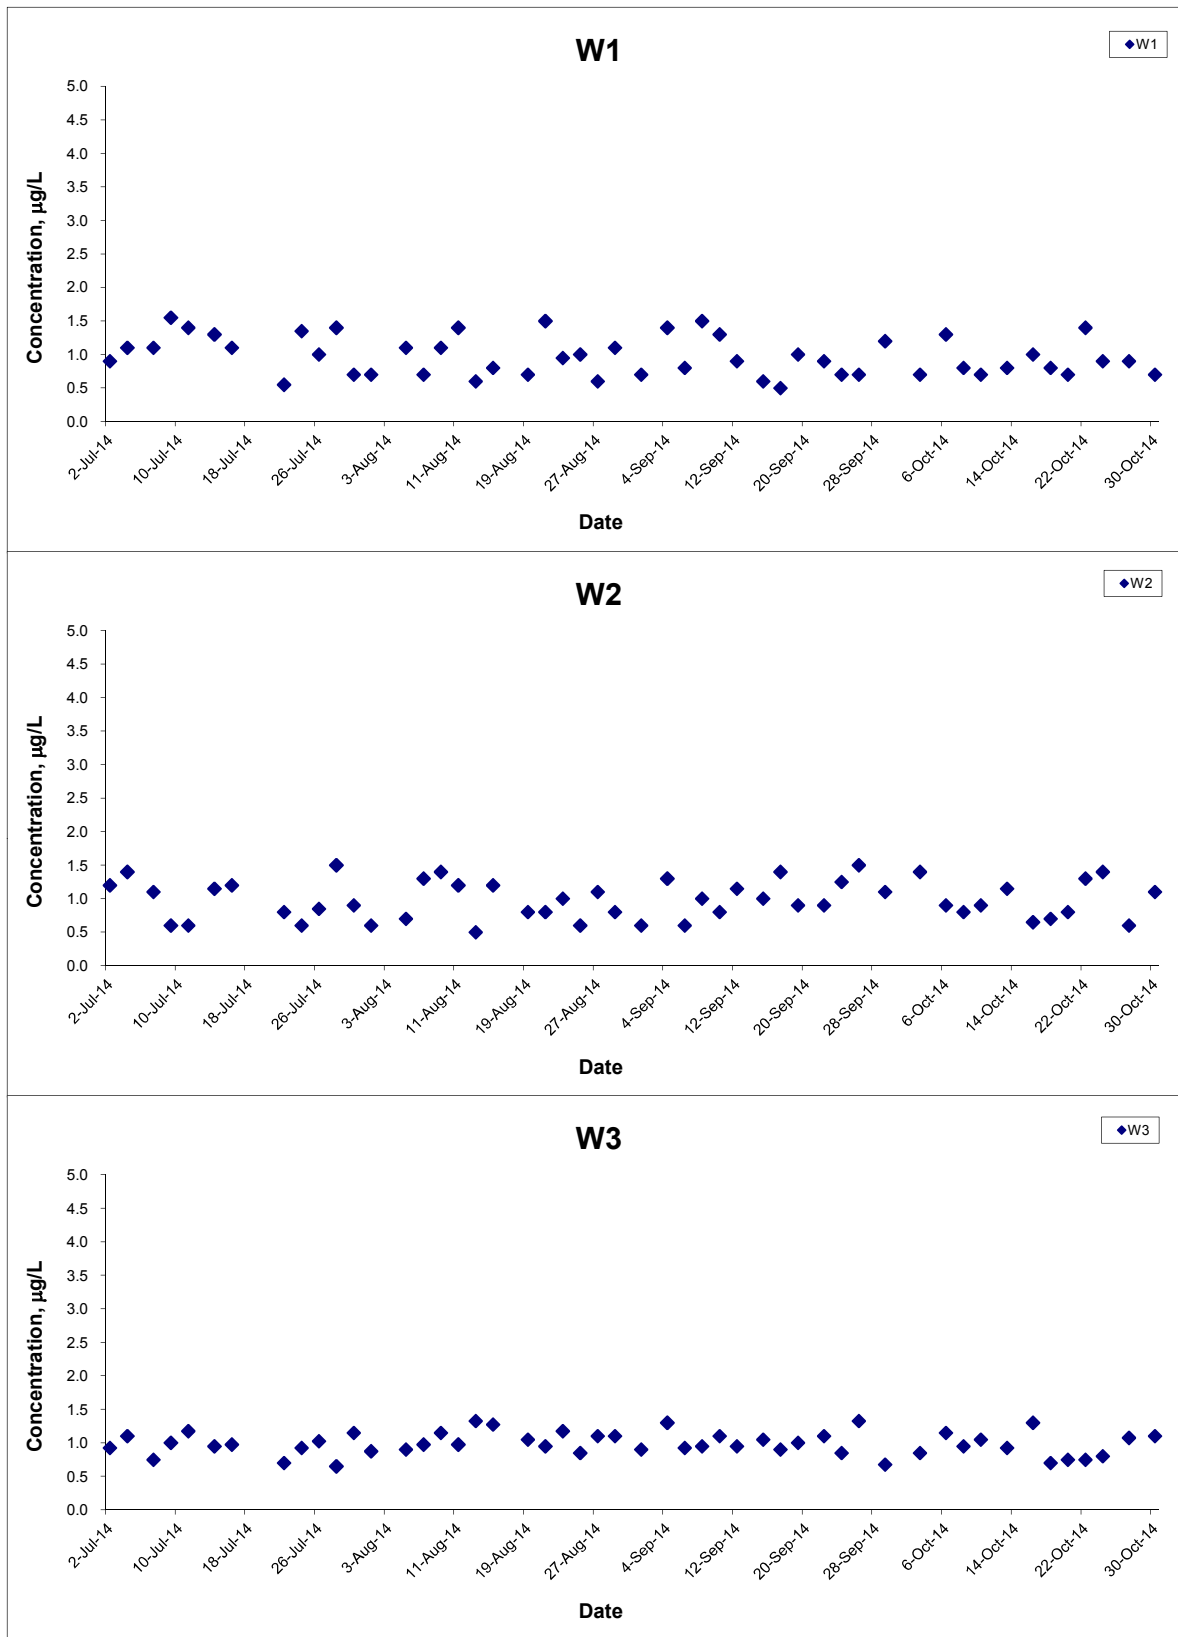 W1
W1
5.0
4.5
4.0
3.5
3.0
2.5
2.0
1.5
1.0
0.5
0.0
Concentration, µg/L
2-Jul-14
10-Jul-14
18-Jul-14
26-Jul-14
3-Aug-14
11-Aug-14
19-Aug-14
27-Aug-14
4-Sep-14
12-Sep-14
20-Sep-14
28-Sep-14
6-Oct-14
14-Oct-14
22-Oct-14
30-Oct-14
Date
W2
W2
5.0
4.5
4.0
3.5
3.0
2.5
2.0
1.5
1.0
0.5
0.0
Concentration, µg/L
2-Jul-14
10-Jul-14
18-Jul-14
26-Jul-14
3-Aug-14
11-Aug-14
19-Aug-14
27-Aug-14
4-Sep-14
12-Sep-14
20-Sep-14
28-Sep-14
6-Oct-14
14-Oct-14
22-Oct-14
30-Oct-14
Date
W3
W3
5.0
4.5
4.0
3.5
3.0
2.5
2.0
1.5
1.0
0.5
0.0
Concentration, µg/L
2-Jul-14
10-Jul-14
18-Jul-14
26-Jul-14
3-Aug-14
11-Aug-14
19-Aug-14
27-Aug-14
4-Sep-14
12-Sep-14
20-Sep-14
28-Sep-14
6-Oct-14
14-Oct-14
22-Oct-14
30-Oct-14
Date